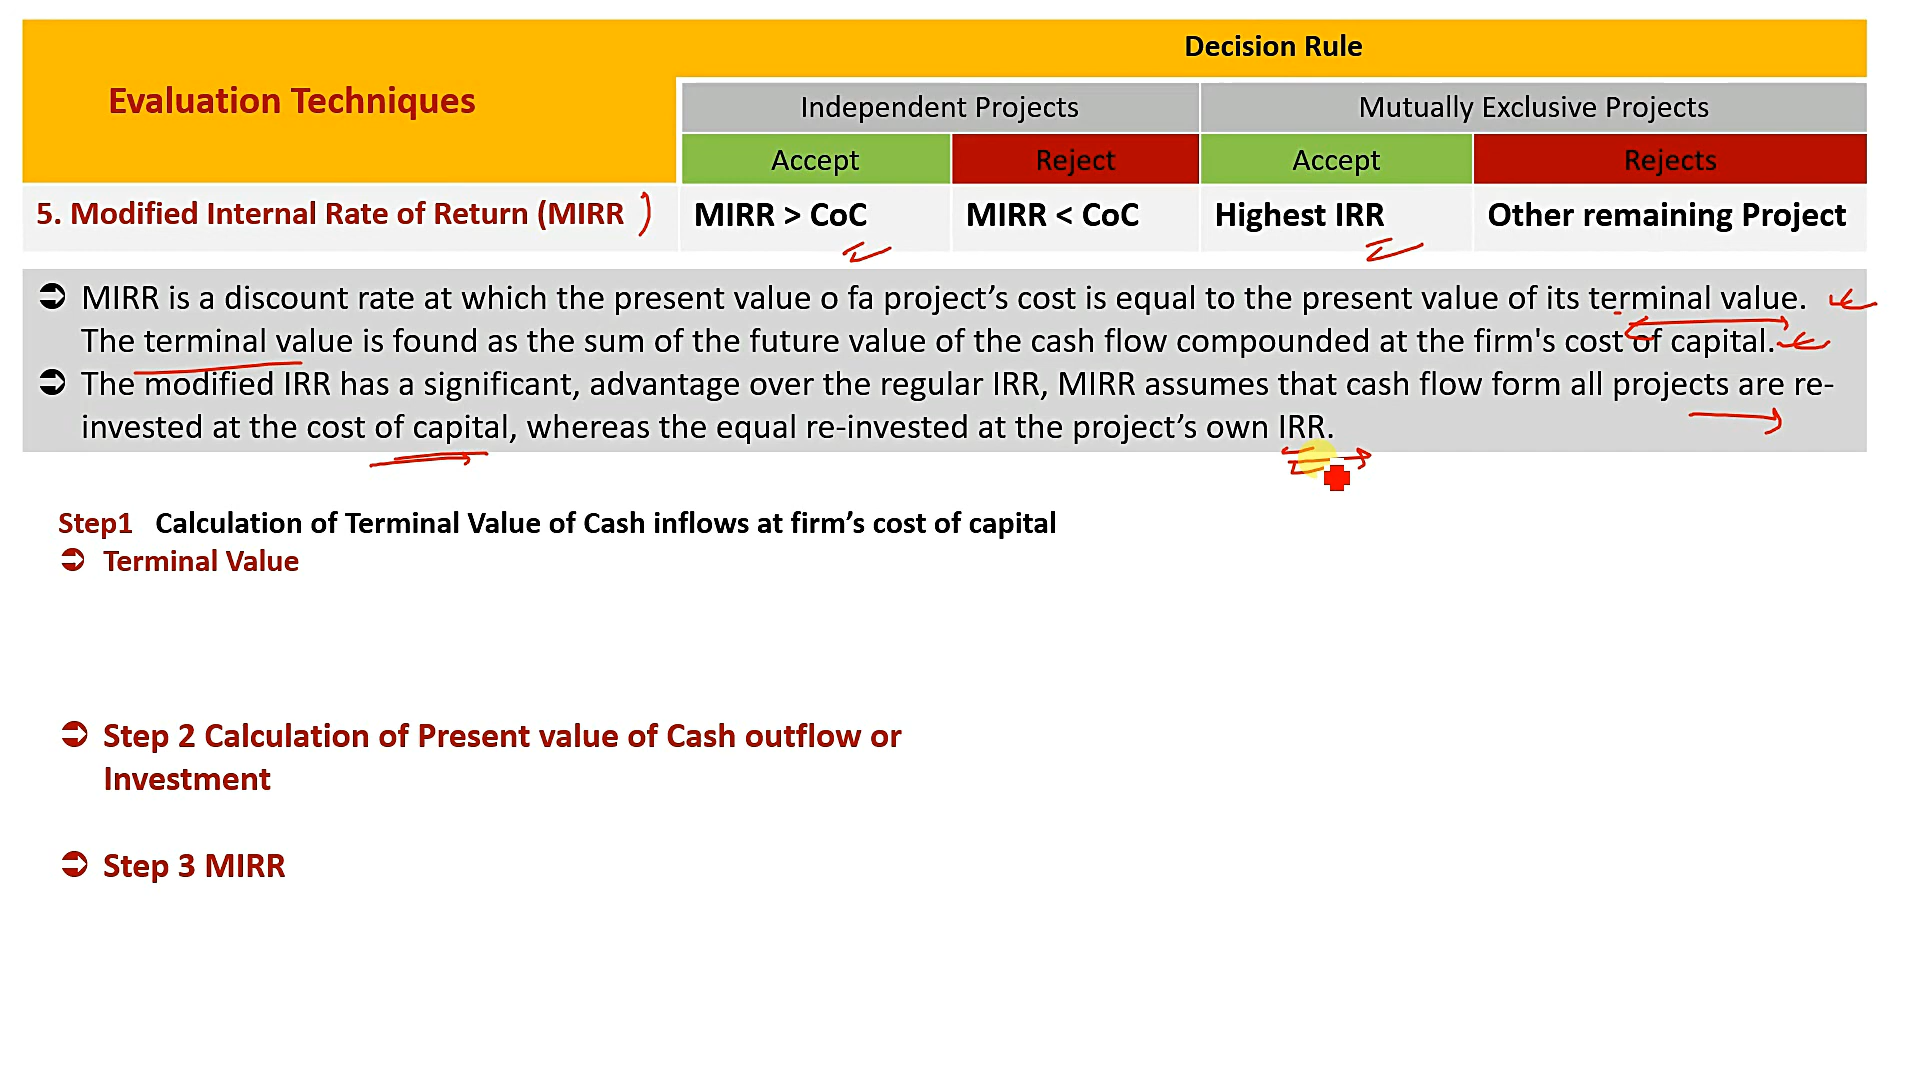 Decision Rule
Evaluation Techniques
Independent Projects
Mutually Exclusive Projects
Accept
Reject
Accept
Rejects
5. Modified Internal Rate of Return (MIRR )
MIRR > CoC
MIRR < CoC
Highest IRR
Other remaining Project
MIRR is a discount rate at which the present value o fa project’s cost is equal to the present value of its terminal value.
The terminal value is found as the sum of the future value of the cash flow compounded at the firm's cost of capital.
The modified IRR has a significant, advantage over the regular IRR, MIRR assumes that cash flow form all projects are re-
invested at the cost of capital, whereas the equal re-invested at the project’s own IRR.
Step1 Calculation of Terminal Value of Cash inflows at firm’s cost of capital
Terminal Value
Step 2 Calculation of Present value of Cash outflow or
Investment
Step 3 MIRR